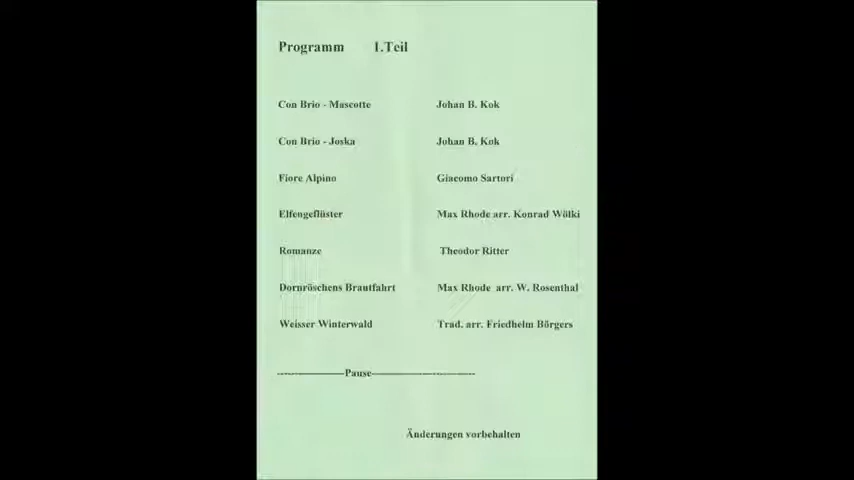 Programm 1.Teil
Con Brio - Mascotte Johan B. Kok
Con Brio - Joska Johan B. Kok
Fiore Alpino Giacomo Sartori
Elfengeflüster Max Rhode arr. Konrad Wölki
Romanze Theodor Ritter
Dornröschens Brautfahrt Max Rhode arr. W. Rosenthal
Weisser Winterwald Trad. arr. Friedhelm Börgers
--------------------Pause-------------------------------
Änderungen vorbehalten